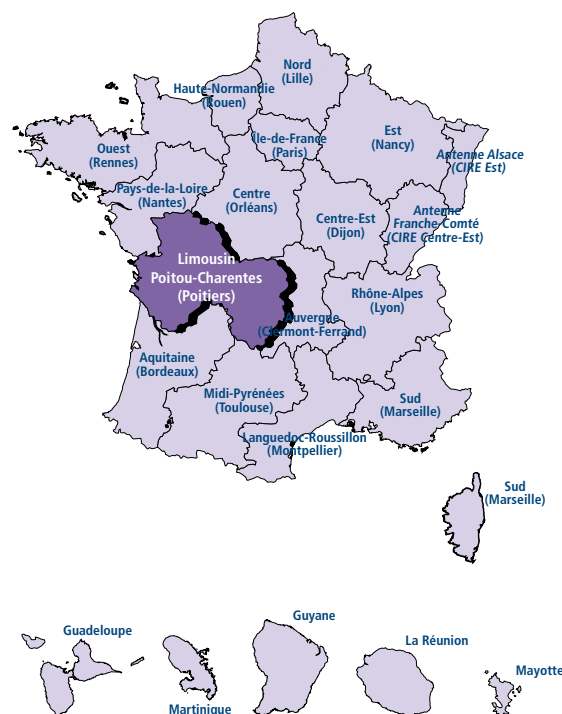 Nord
(Lille)
Haute-Normandie
(Rouen)
Île-de-France
(Paris)
Est
(Nancy)
Antenne Alsace
(CIRE Est)
Ouest
(Rennes)
Pays-de-la-Loire
(Nantes)
Centre
(Orléans)
Centre-Est
(Dijon)
Antenne
Franche-Comté
(CIRE Centre-Est)
Limousin
Poitou-Charentes
(Poitiers)
Rhône-Alpes
(Lyon)
Auvergne
(Clermont-Ferrand)
Aquitaine
(Bordeaux)
Midi-Pyrénées
(Toulouse)
Sud
(Marseille)
Languedoc-Roussillon
(Montpellier)
Sud
(Marseille)
Guadeloupe
Martinique
Guyane
La Réunion
Mayotte